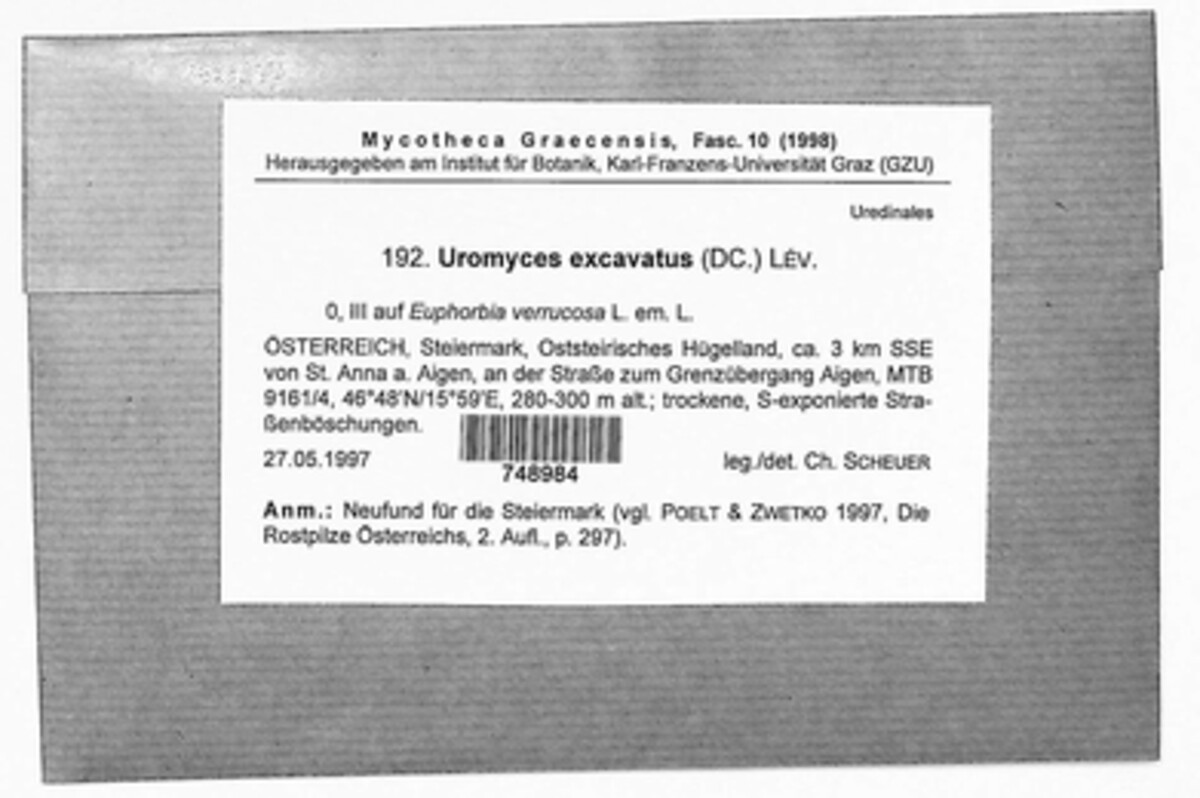 Mycotheca Graecensis, Fasc. 10 (1998)
Herausgegeben am Institut für Botanik, Karl-Franzens-Universität Graz (GZU)
Uredinales
192. Uromyces excavatus (DC.) LÉV.
0, III auf Euphorbia verrucosa L. em. L.
ÖSTERREICH, Steiermark, Oststeirisches Hügelland, ca. 3 km SSE
von St. Anna a. Aigen, an der Straße zum Grenzübergang Aigen, MTB
9161/4, 46°48'N/15°59'E, 280-300 m alt.; trockene, S-exponierte Stra-
ßenböschungen.
748984
27.05.1997 leg./det. Ch. SCHEUER
Anm.: Neufund für die Steiermark (vgl. POELT & ZWETKO 1997, Die
Rostpilze Österreichs, 2. Aufl., p. 297).